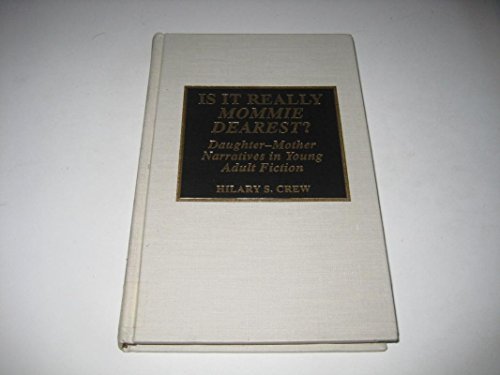 IS IT REALLY
MOMMIE
DEAREST?
Daughter–Mother
Narratives in Young
Adult Fiction
HILARY S. CREW